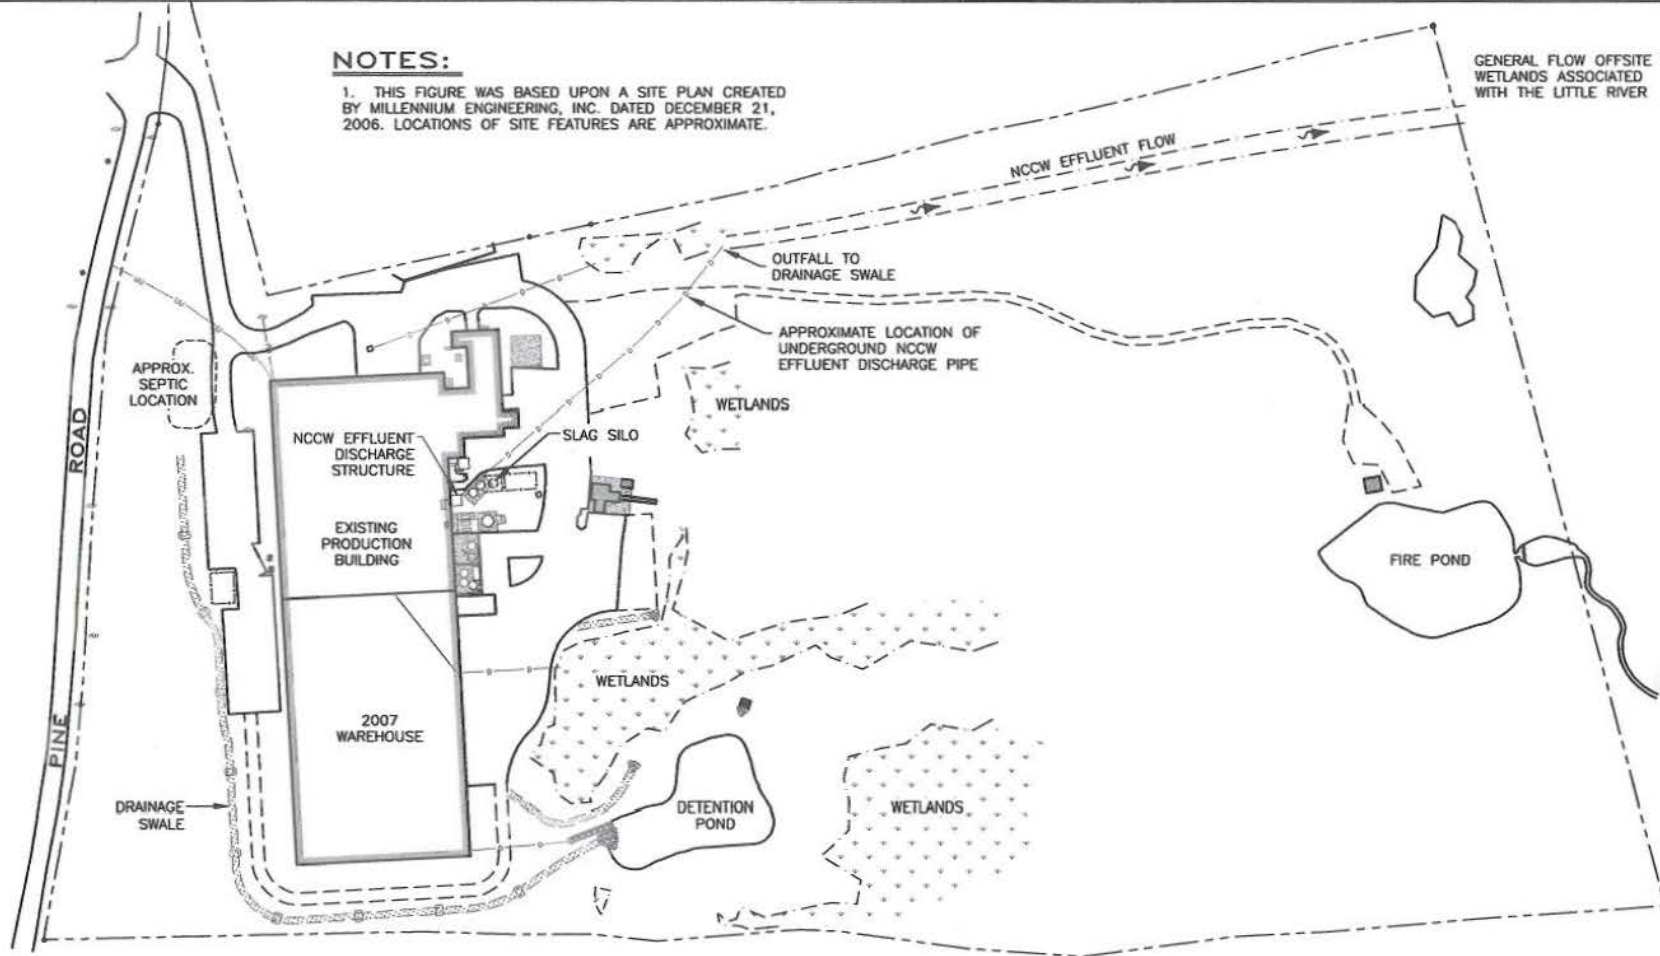 NOTES:
1. THIS FIGURE WAS BASED UPON A SITE PLAN CREATED
BY MILLENNIUM ENGINEERING, INC. DATED DECEMBER 21,
2006. LOCATIONS OF SITE FEATURES ARE APPROXIMATE.
GENERAL FLOW OFFSITE
WETLANDS ASSOCIATED
WITH THE LITTLE RIVER
NCCW EFFLUENT FLOW
OUTFALL TO
DRAINAGE SWALE
APPROXIMATE LOCATION OF
UNDERGROUND NCCW
EFFLUENT DISCHARGE PIPE
APPROX.
SEPTIC
LOCATION
WETLANDS
PINE ROAD
NCCW EFFLUENT
DISCHARGE
STRUCTURE
SLAG SILO
EXISTING
PRODUCTION
BUILDING
FIRE POND
WETLANDS
2007
WAREHOUSE
DRAINAGE
SWALE
DETENTION
POND
WETLANDS